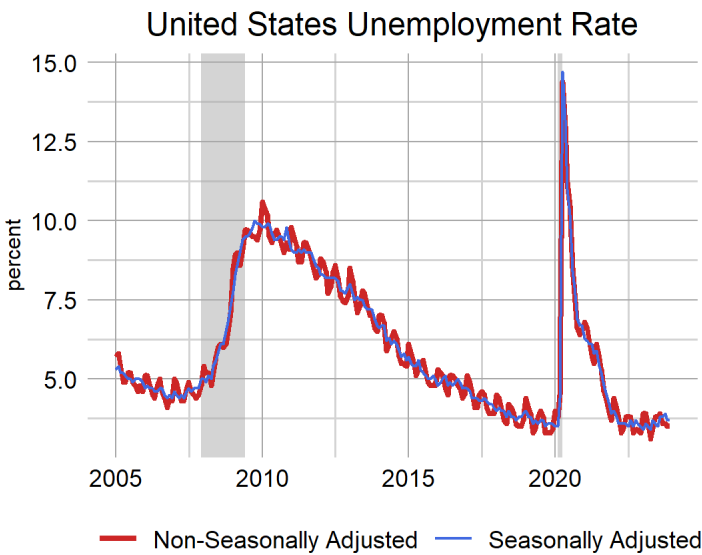 United States Unemployment Rate
15.0
12.5
10.0
7.5
5.0
percent
2005 2010 2015 2020
Non-Seasonally Adjusted Seasonally Adjusted